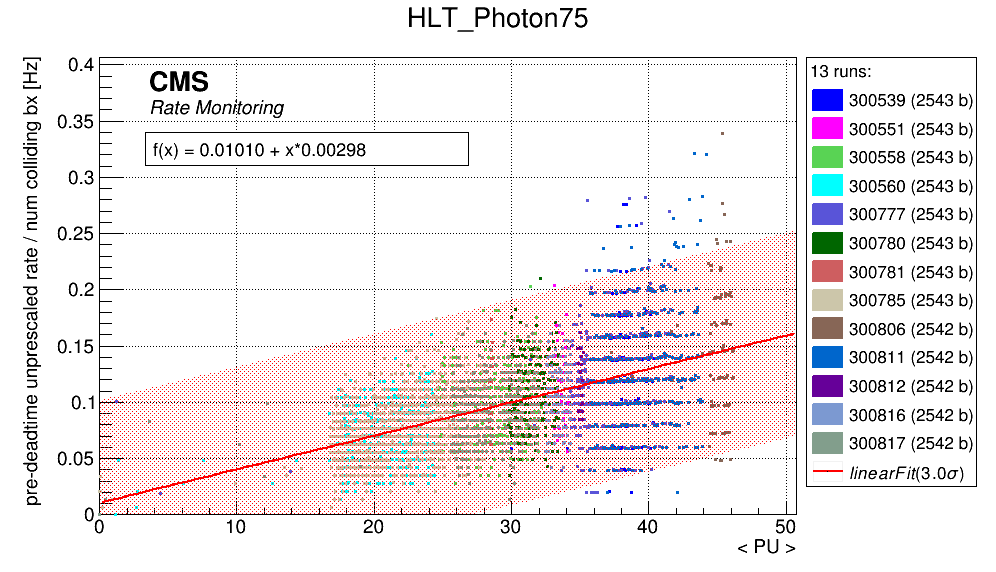 HLT_Photon75
pre-deadtime unprescaled rate / num colliding bx [Hz]
0.4
0.35
0.3
0.25
0.2
0.15
0.1
0.05
0
CMS
Rate Monitoring
f(x) = 0.01010 + x*0.00298
0 10 20 30 40 50
< PU >
13 runs:
300539 (2543 b)
300551 (2543 b)
300558 (2543 b)
300560 (2543 b)
300777 (2543 b)
300780 (2543 b)
300781 (2543 b)
300785 (2543 b)
300806 (2542 b)
300811 (2542 b)
300812 (2542 b)
300816 (2542 b)
300817 (2542 b)
linearFit(3.0σ)